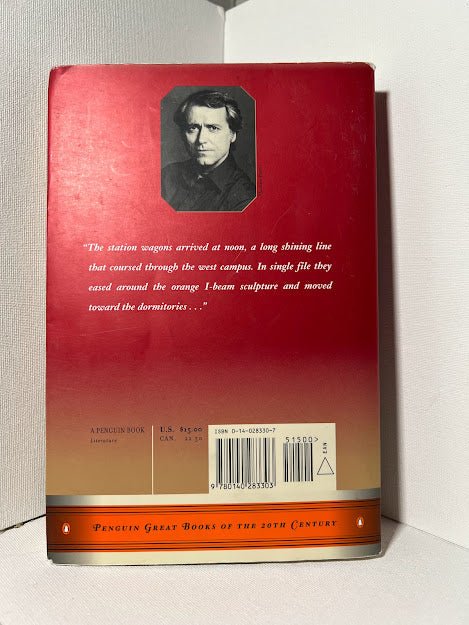 “The station wagons arrived at noon, a long shining line
that coursed through the west campus. In single file they
eased around the orange I-beam sculpture and moved
toward the dormitories . . .”
A PENGUIN BOOK
Literature
U.S. $15.00
CAN. 22.50
ISBN 0-14-028330-7
51500>
EAN
9 780140 283303
PENGUIN GREAT BOOKS OF THE 20TH CENTURY